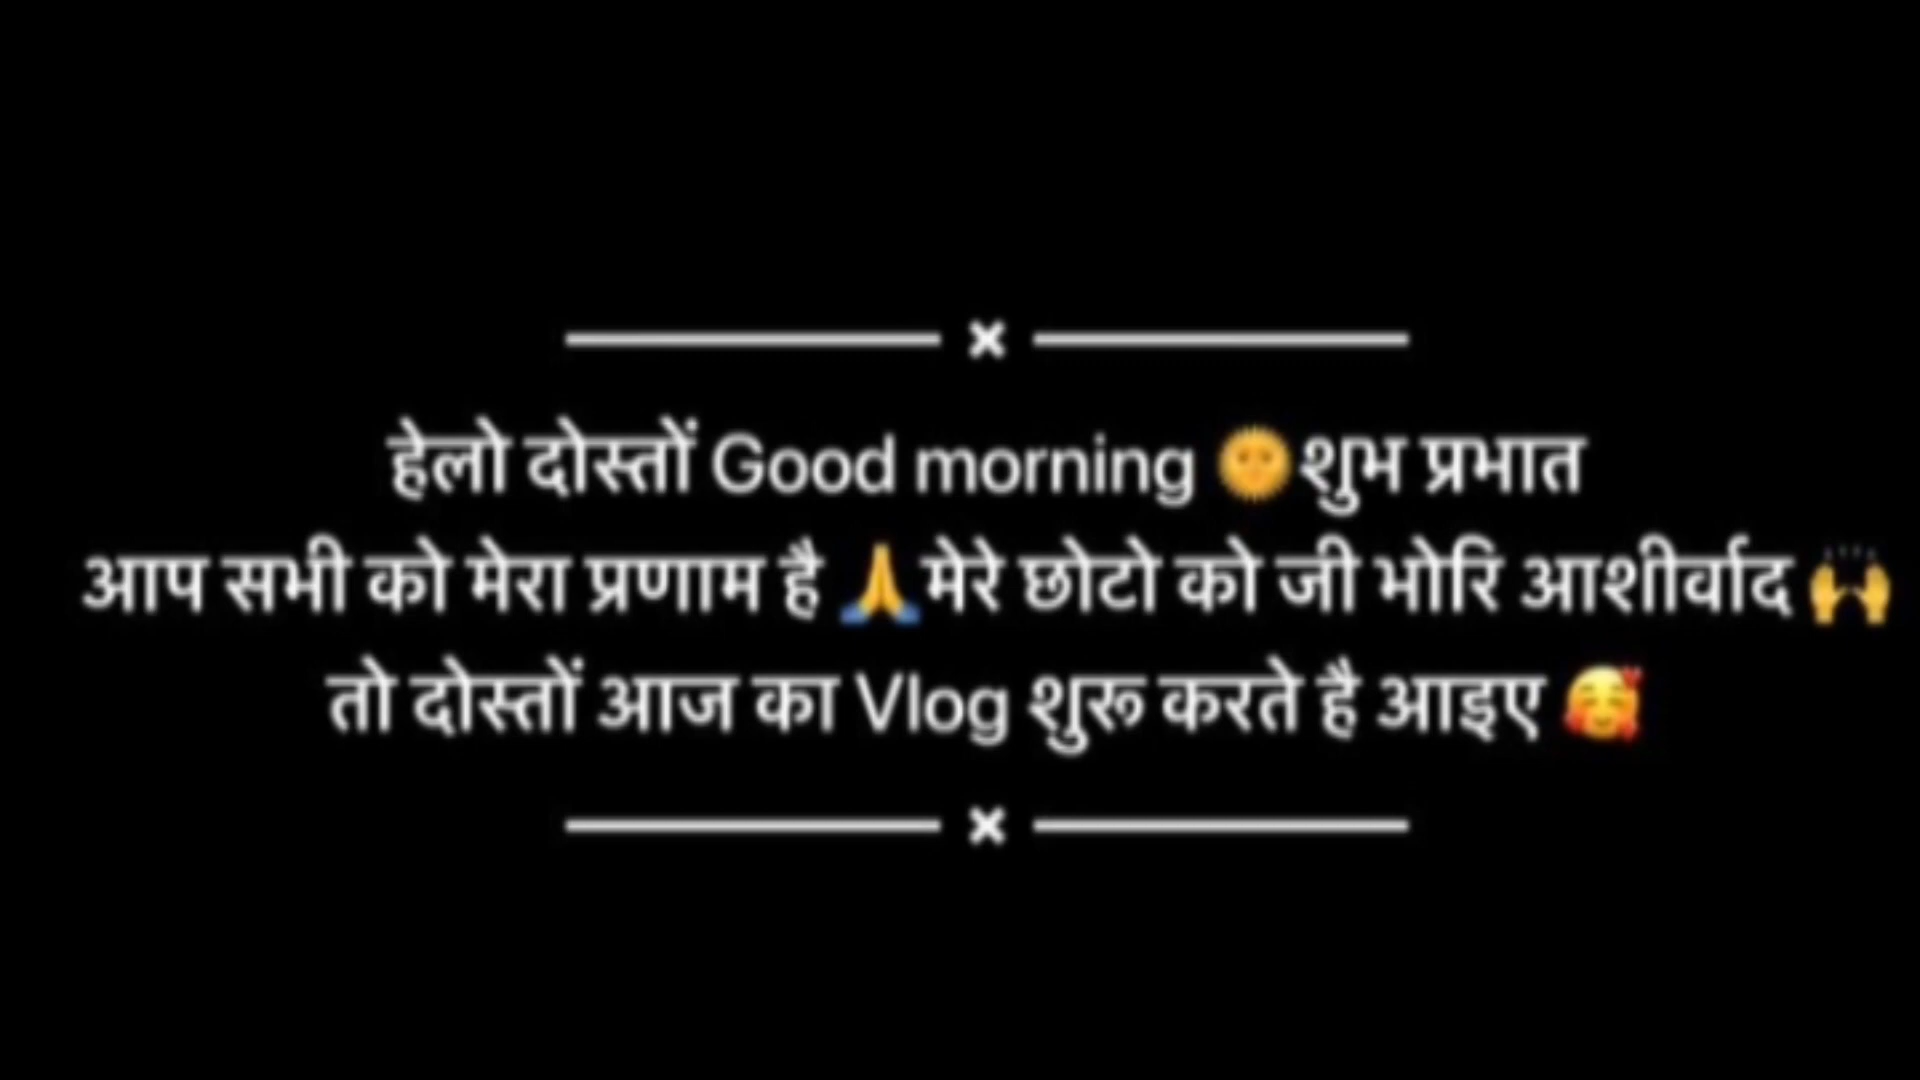 हेलो दोस्तों Good morning 🌞शुभ प्रभात
आप सभी को मेरा प्रणाम है 🙏मेरे छोटो को जी भोरि आशीर्वाद 🙌
तो दोस्तों आज का Vlog शुरू करते है आइए 🥰